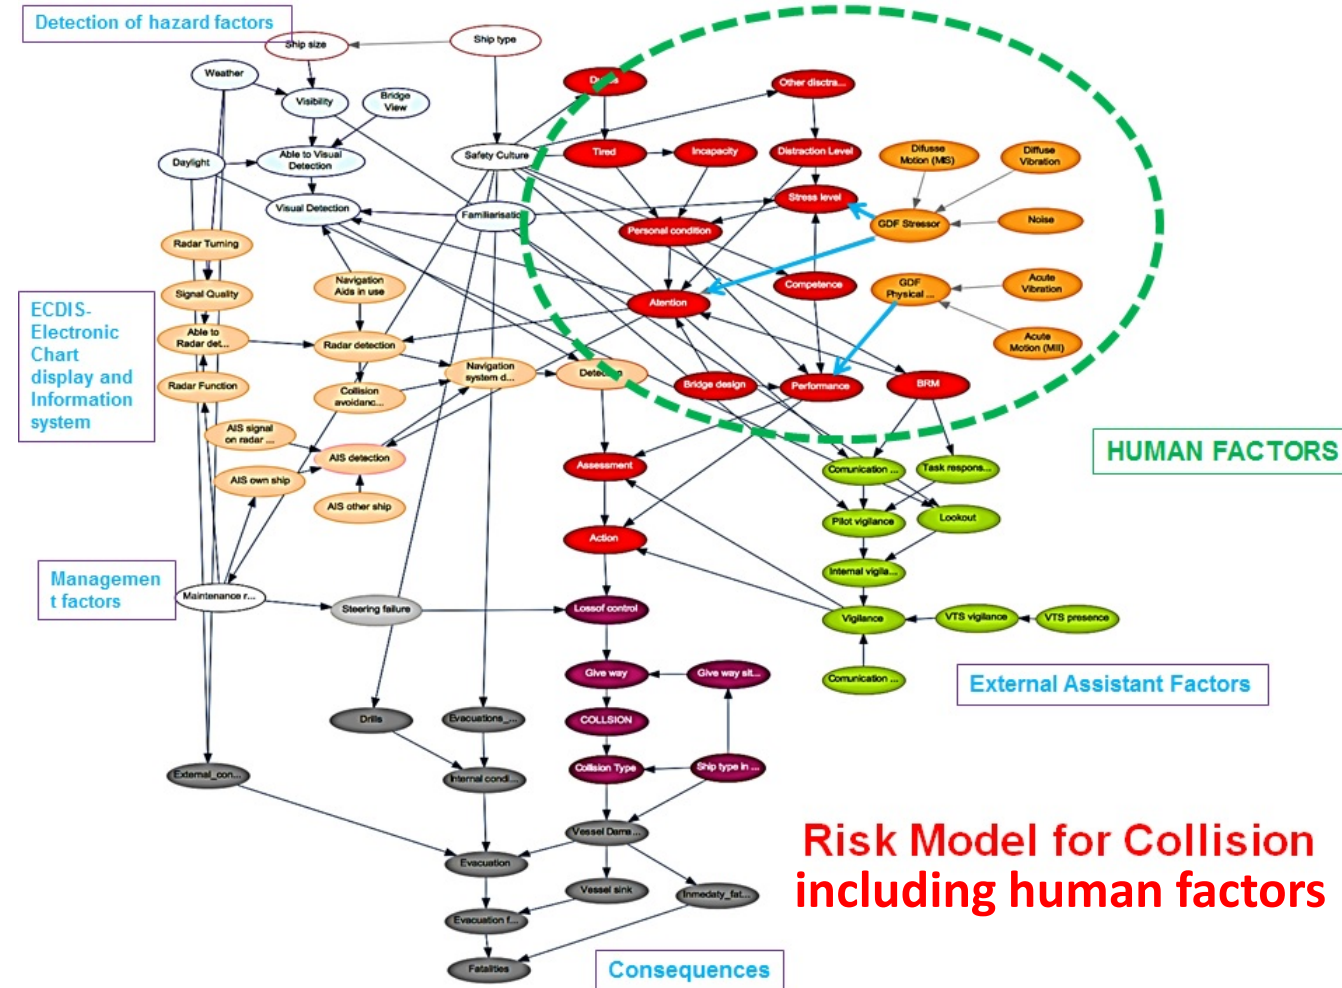 Detection of hazard factors
Ship size
Ship type
Weather
Visibility
Bridge
View
Other disctra...
Daylight
Able to Visual
Detection
Safety Culture
Tired
Incapacity
Distraction Level
Difusse
Motion (MIS)
Diffuse
Vibration
Visual Detection
Familiarisatio
Stress level
GDF Stressor
Noise
Radar Turning
Personal condition
Signal Quality
Navigation
Aids in use
Atention
Competence
GDF
Physical ...
Acute
Vibration
ECDIS-
Electronic
Chart
display and
Information
system
Able to
Radar det...
Radar detection
Acute
Motion (MII)
Radar Function
Collision
avoidanc...
Navigation
system d...
Bridge design
Performance
BRM
AIS signal
on radar ...
AIS detection
HUMAN FACTORS
AIS own ship
Assessment
Comunication ...
Task respons...
AIS other ship
Pilot vigilance
Lookout
Action
Managemen
t factors
Internal vigila...
Maintenance r...
Steering failure
Lossof control
Vigilance
VTS vigilance
VTS presence
Give way
Give way sit...
Comunication ...
External Assistant Factors
Drills
Evacuations_...
COLLSION
External_con...
Internal condi...
Collision Type
Ship type in ...
Vessel Dama...
Risk Model for Collision
including human factors
Evacuation
Vessel sink
Inmedaty_fat...
Evacuation f...
Fatalities
Consequences